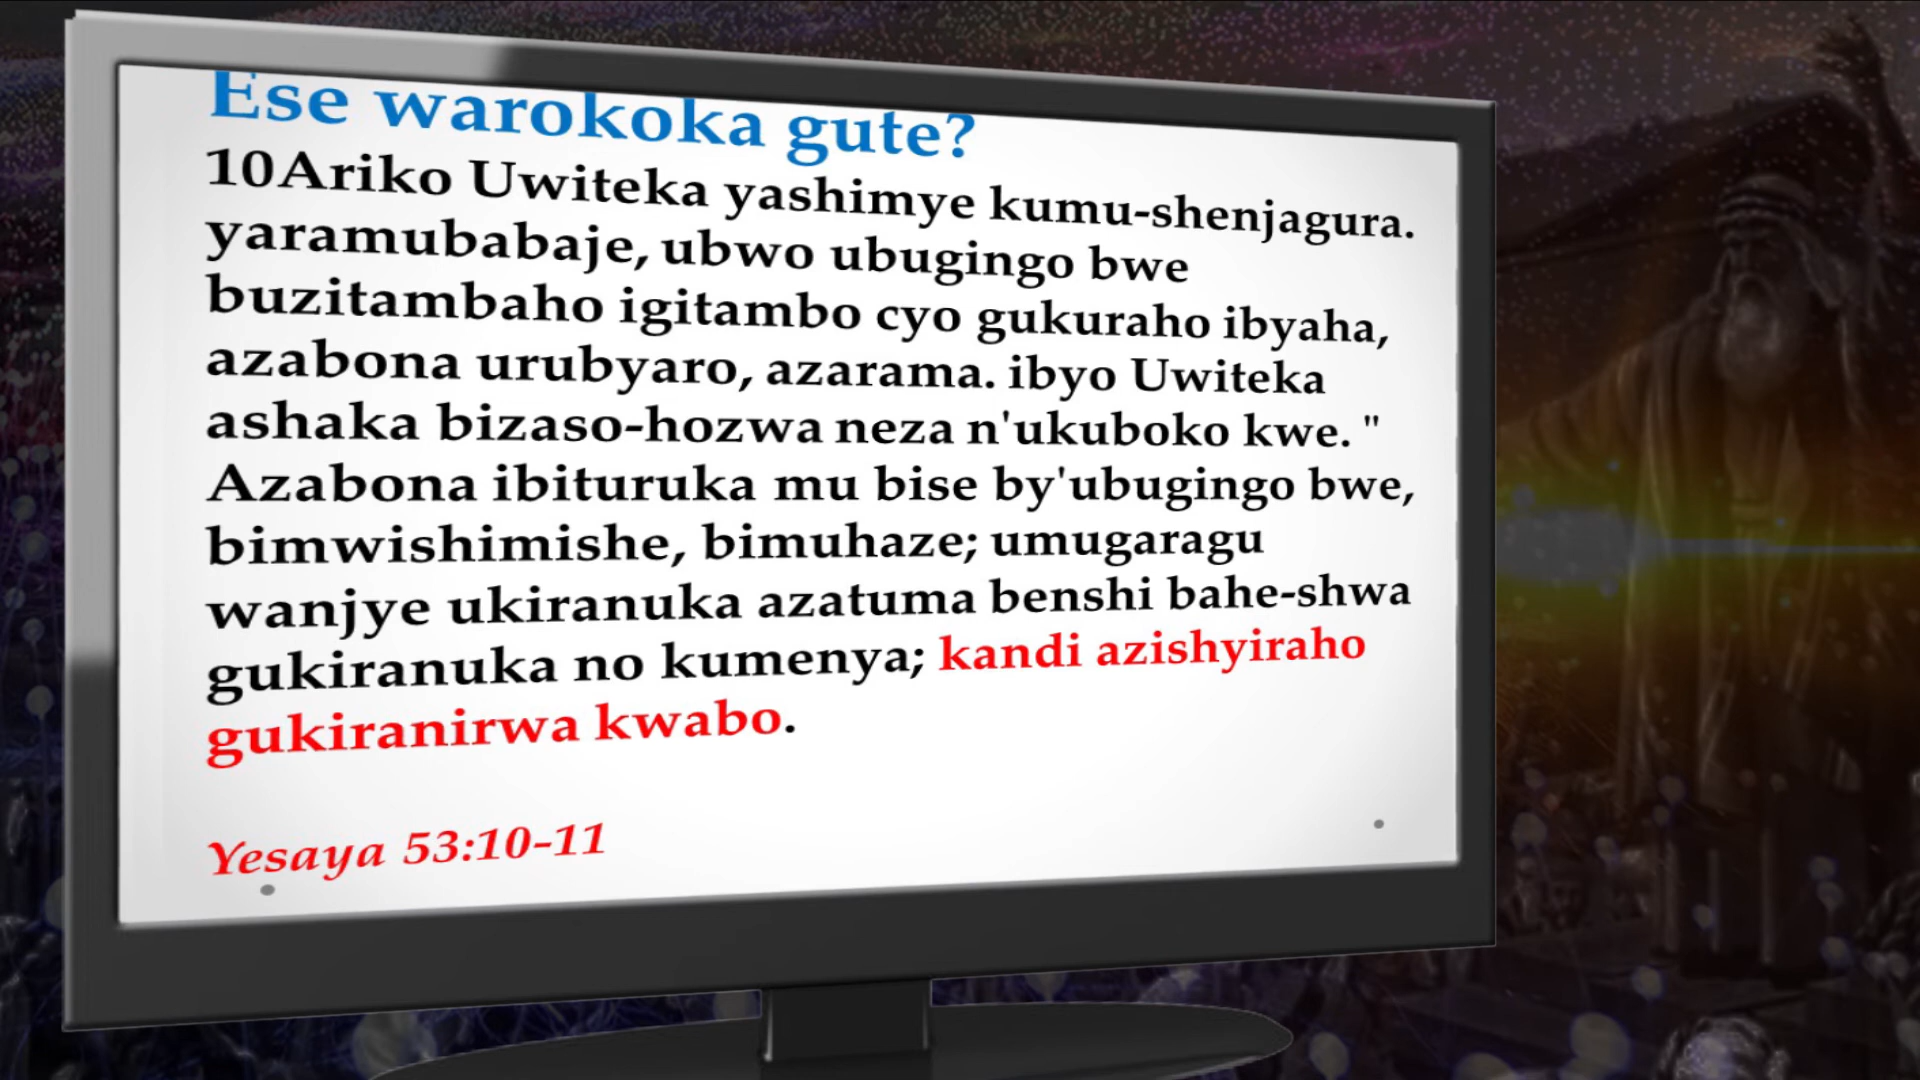 Ese warokoka gute?
10Ariko Uwiteka yashimye kumu-shenjagura.
yaramubabaje, ubwo ubugingo bwe
buzitambaho igitambo cyo gukuraho ibyaha,
azabona urubyaro, azarama. ibyo Uwiteka
ashaka bizaso-hozwa neza n'ukuboko kwe. "
Azabona ibituruka mu bise by'ubugingo bwe,
bimwishimishe, bimuhaze; umugaragu
wanjye ukiranuka azatuma benshi bahe-shwa
gukiranuka no kumenya; kandi azishyiraho
gukiranirwa kwabo.
Yesaya 53:10-11